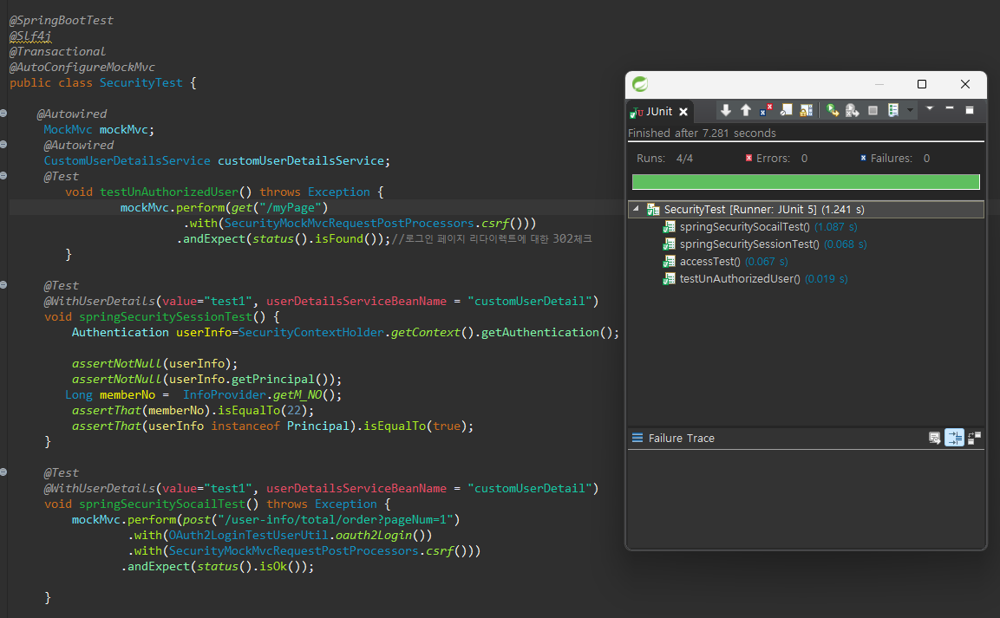 @SpringBootTest
@Slf4j
@Transactional
@AutoConfigureMockMvc
public class SecurityTest {
@Autowired
MockMvc mockMvc;
@Autowired
CustomUserDetailsService customUserDetailsService;
@Test
void testUnAuthorizedUser() throws Exception {
mockMvc.perform(get("/myPage")
.with(SecurityMockMvcRequestPostProcessors.csrf()))
.andExpect(status().isFound());//로그인 페이지 리다이렉트에 대한 302체크
}
@Test
@WithUserDetails(value="test1", userDetailsServiceBeanName = "customUserDetail")
void springSecuritySessionTest() {
Authentication userInfo=SecurityContextHolder.getContext().getAuthentication();
assertNotNull(userInfo);
assertNotNull(userInfo.getPrincipal());
Long memberNo =  InfoProvider.getM_NO();
assertThat(memberNo).isEqualTo(22);
assertThat(userInfo instanceof Principal).isEqualTo(true);
}
@Test
@WithUserDetails(value="test1", userDetailsServiceBeanName = "customUserDetail")
void springSecuritySocailTest() throws Exception {
mockMvc.perform(post("/user-info/total/order?pageNum=1")
.with(OAuth2LoginTestUserUtil.oauth2Login())
.with(SecurityMockMvcRequestPostProcessors.csrf()))
.andExpect(status().isOk());
}
JUnit
Finished after 7.281 seconds
Runs: 4/4 Errors: 0 Failures: 0
SecurityTest [Runner: JUnit 5] (1.241 s)
springSecuritySocailTest() (1.087 s)
springSecuritySessionTest() (0.068 s)
accessTest() (0.067 s)
testUnAuthorizedUser() (0.019 s)
Failure Trace